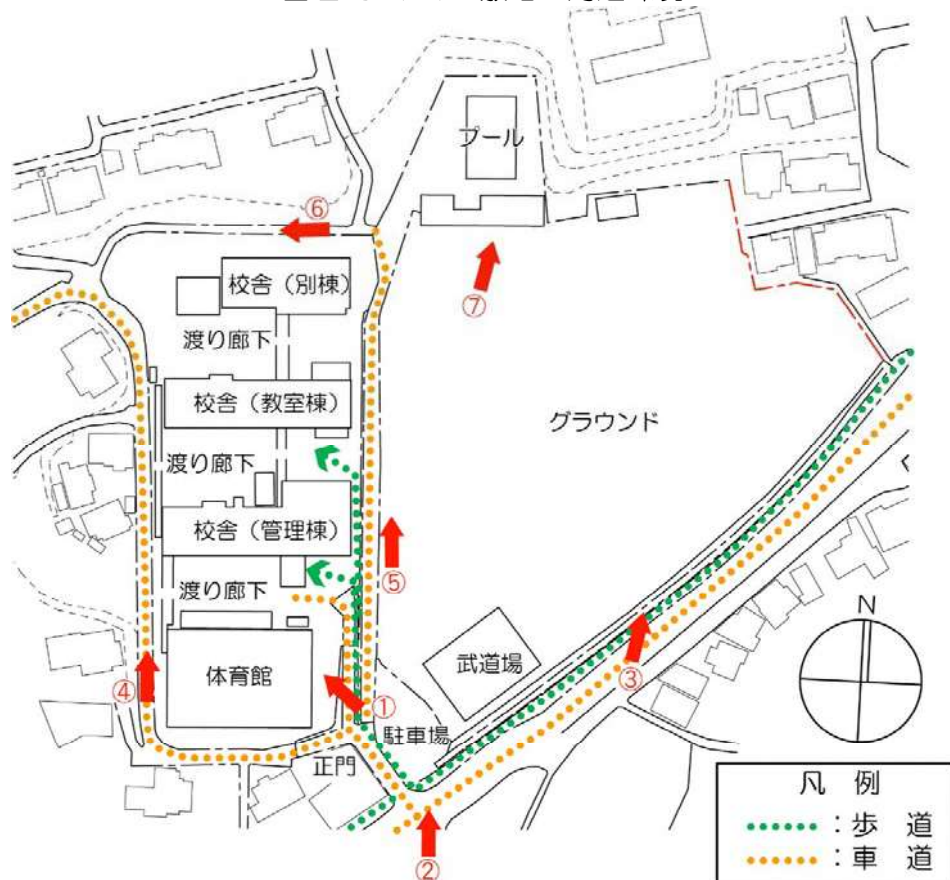 プール
⑥
校舎（別棟）
⑦
渡り廊下
校舎（教室棟）
グラウンド
渡り廊下
校舎（管理棟）
⑤
渡り廊下
N
体育館
武道場
④
①
③
駐車場
正門
②
凡 例
：歩 道
：車 道